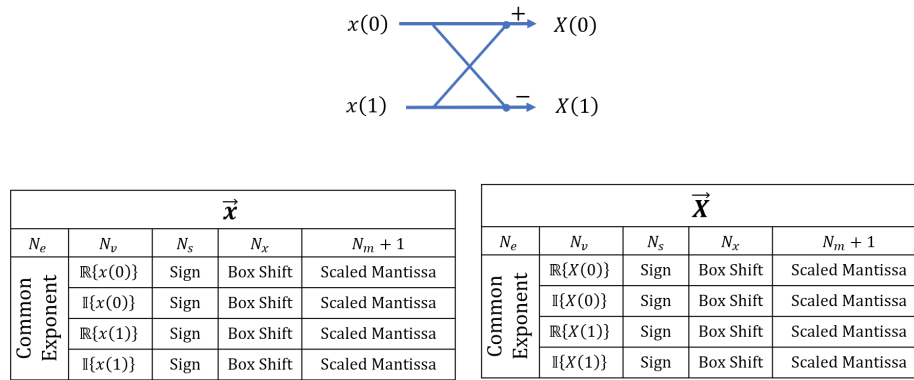 x(0) + X(0)
x(1) − X(1)
x⃗
N_e N_v N_s N_x N_m + 1
Common Exponent
ℝ{x(0)} Sign Box Shift Scaled Mantissa
𝕀{x(0)} Sign Box Shift Scaled Mantissa
ℝ{x(1)} Sign Box Shift Scaled Mantissa
𝕀{x(1)} Sign Box Shift Scaled Mantissa
X⃗
N_e N_v N_s N_x N_m + 1
Common Exponent
ℝ{X(0)} Sign Box Shift Scaled Mantissa
𝕀{X(0)} Sign Box Shift Scaled Mantissa
ℝ{X(1)} Sign Box Shift Scaled Mantissa
𝕀{X(1)} Sign Box Shift Scaled Mantissa